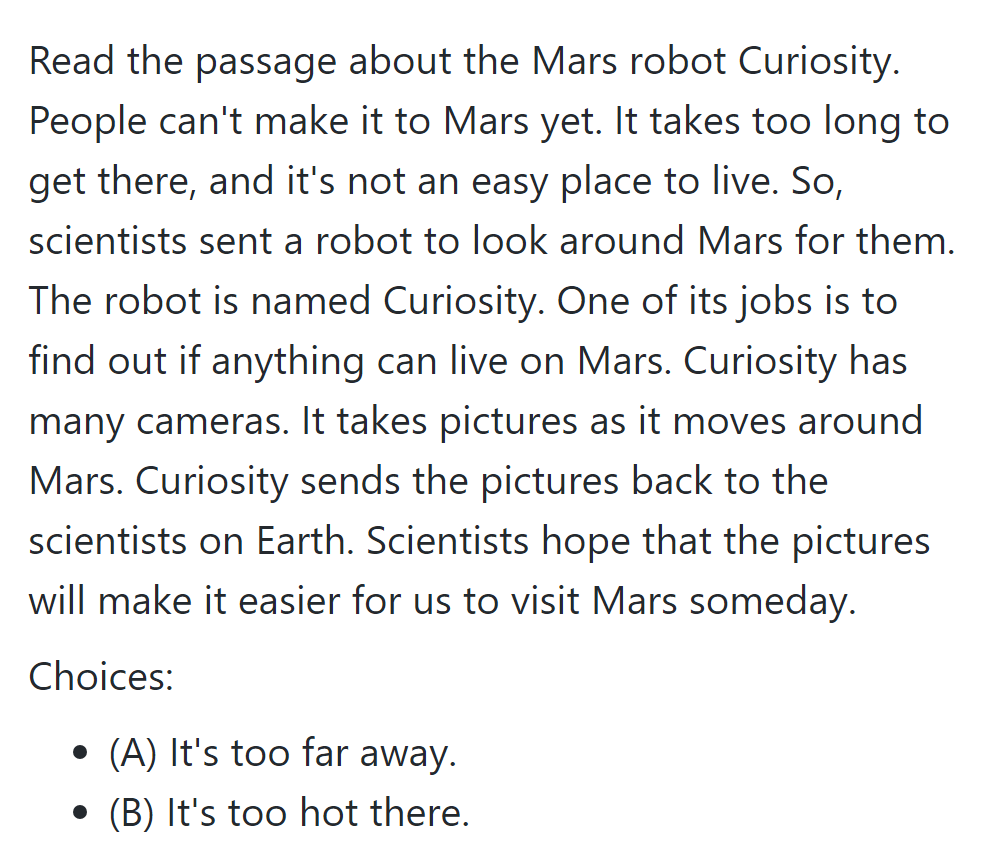 Read the passage about the Mars robot Curiosity.
People can't make it to Mars yet. It takes too long to
get there, and it's not an easy place to live. So,
scientists sent a robot to look around Mars for them.
The robot is named Curiosity. One of its jobs is to
find out if anything can live on Mars. Curiosity has
many cameras. It takes pictures as it moves around
Mars. Curiosity sends the pictures back to the
scientists on Earth. Scientists hope that the pictures
will make it easier for us to visit Mars someday.
Choices:
• (A) It's too far away.
• (B) It's too hot there.